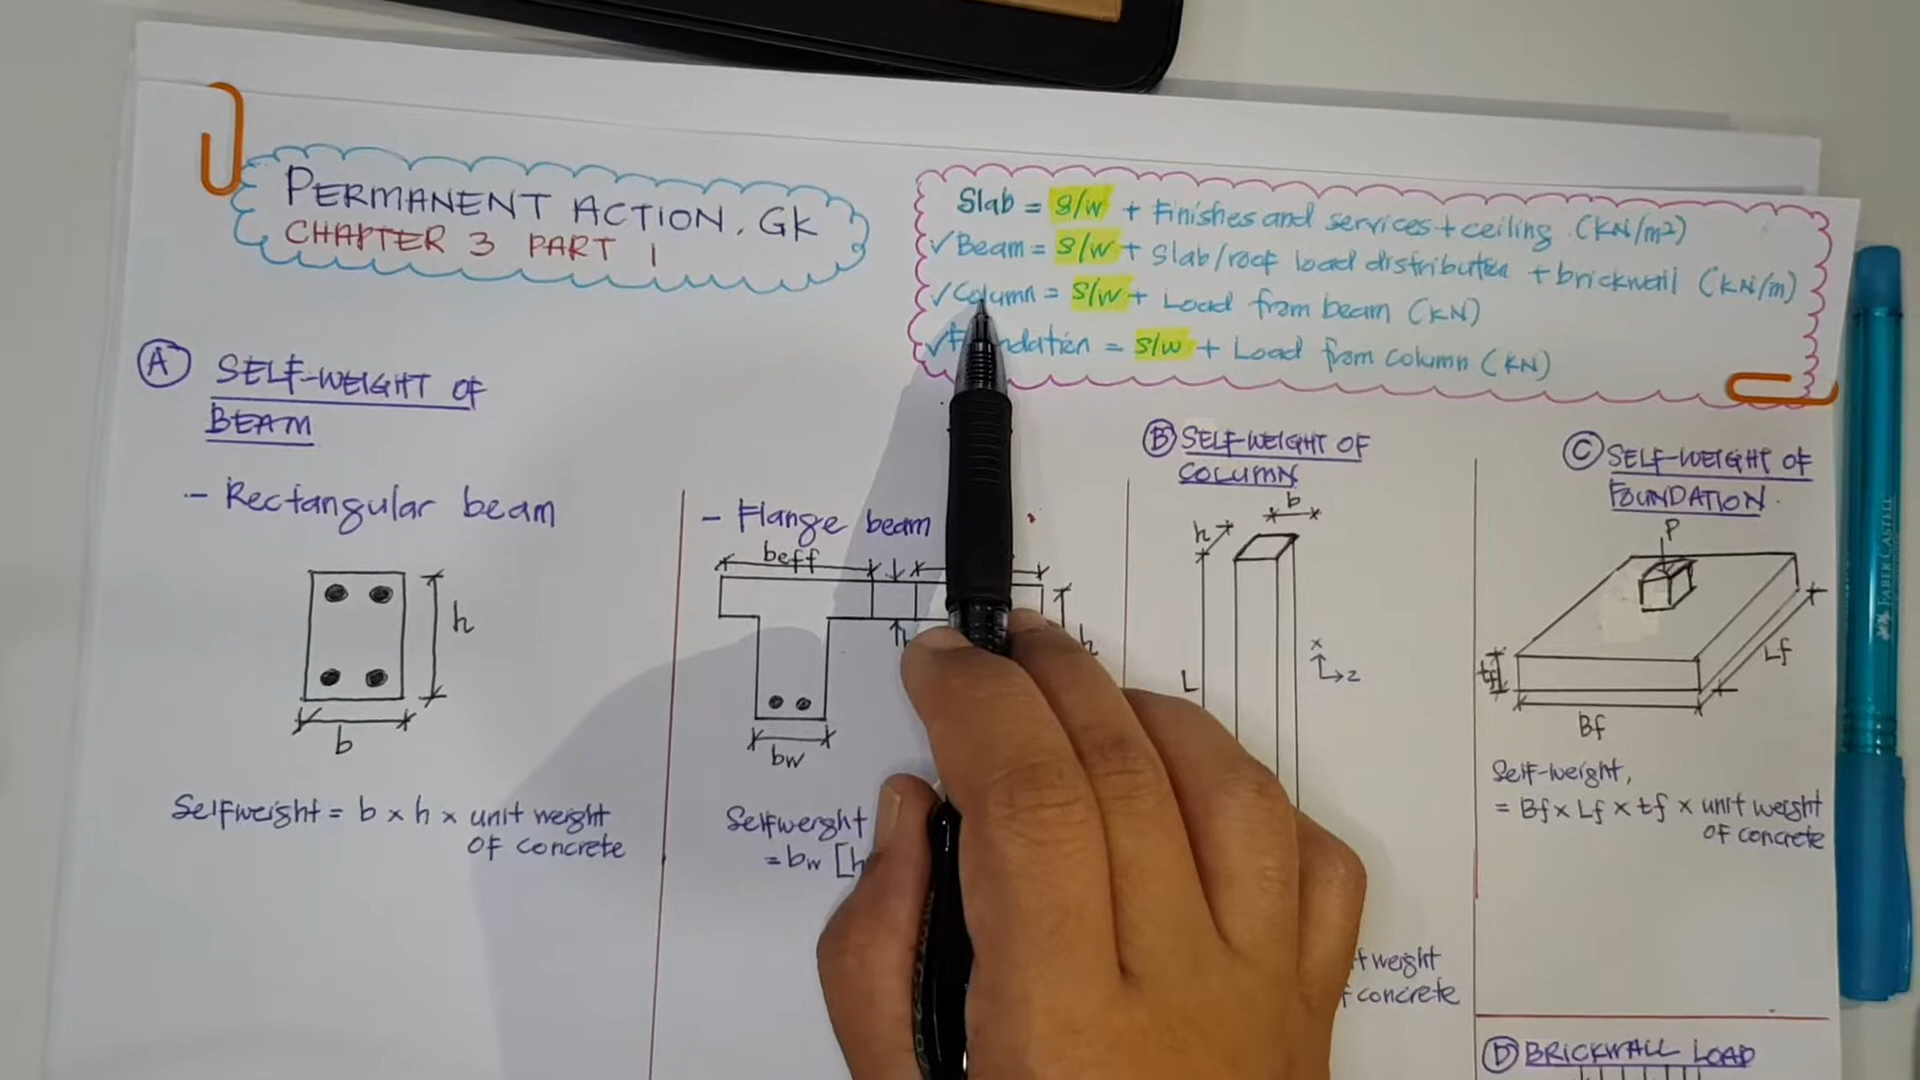 PERMANENT ACTION, GK
CHAPTER 3 PART 1
Slab = s/w + Finishes and services + ceiling (KN/m2)
✓ Beam = s/w + Slab/roof load distribution + brickwall (KN/m)
✓ Column = s/w + Load from beam (KN)
✓ = s/w + Load from column (KN)
A SELF-WEIGHT OF
BEAM
- Rectangular beam
h
b
Selfweight = b x h x unit weight
of concrete
- Flange beam
beff
h
bw
Selfweight
= bw [h
B SELF-WEIGHT OF
COLUMN
b
h
L
x
z
t weight
f concrete
C SELF-WEIGHT OF
FOUNDATION
P
tf
Lf
Bf
Self-weight,
= Bf x Lf x tf x unit weight
of concrete
D BRICKWALL LOAD
FABER CASTELL